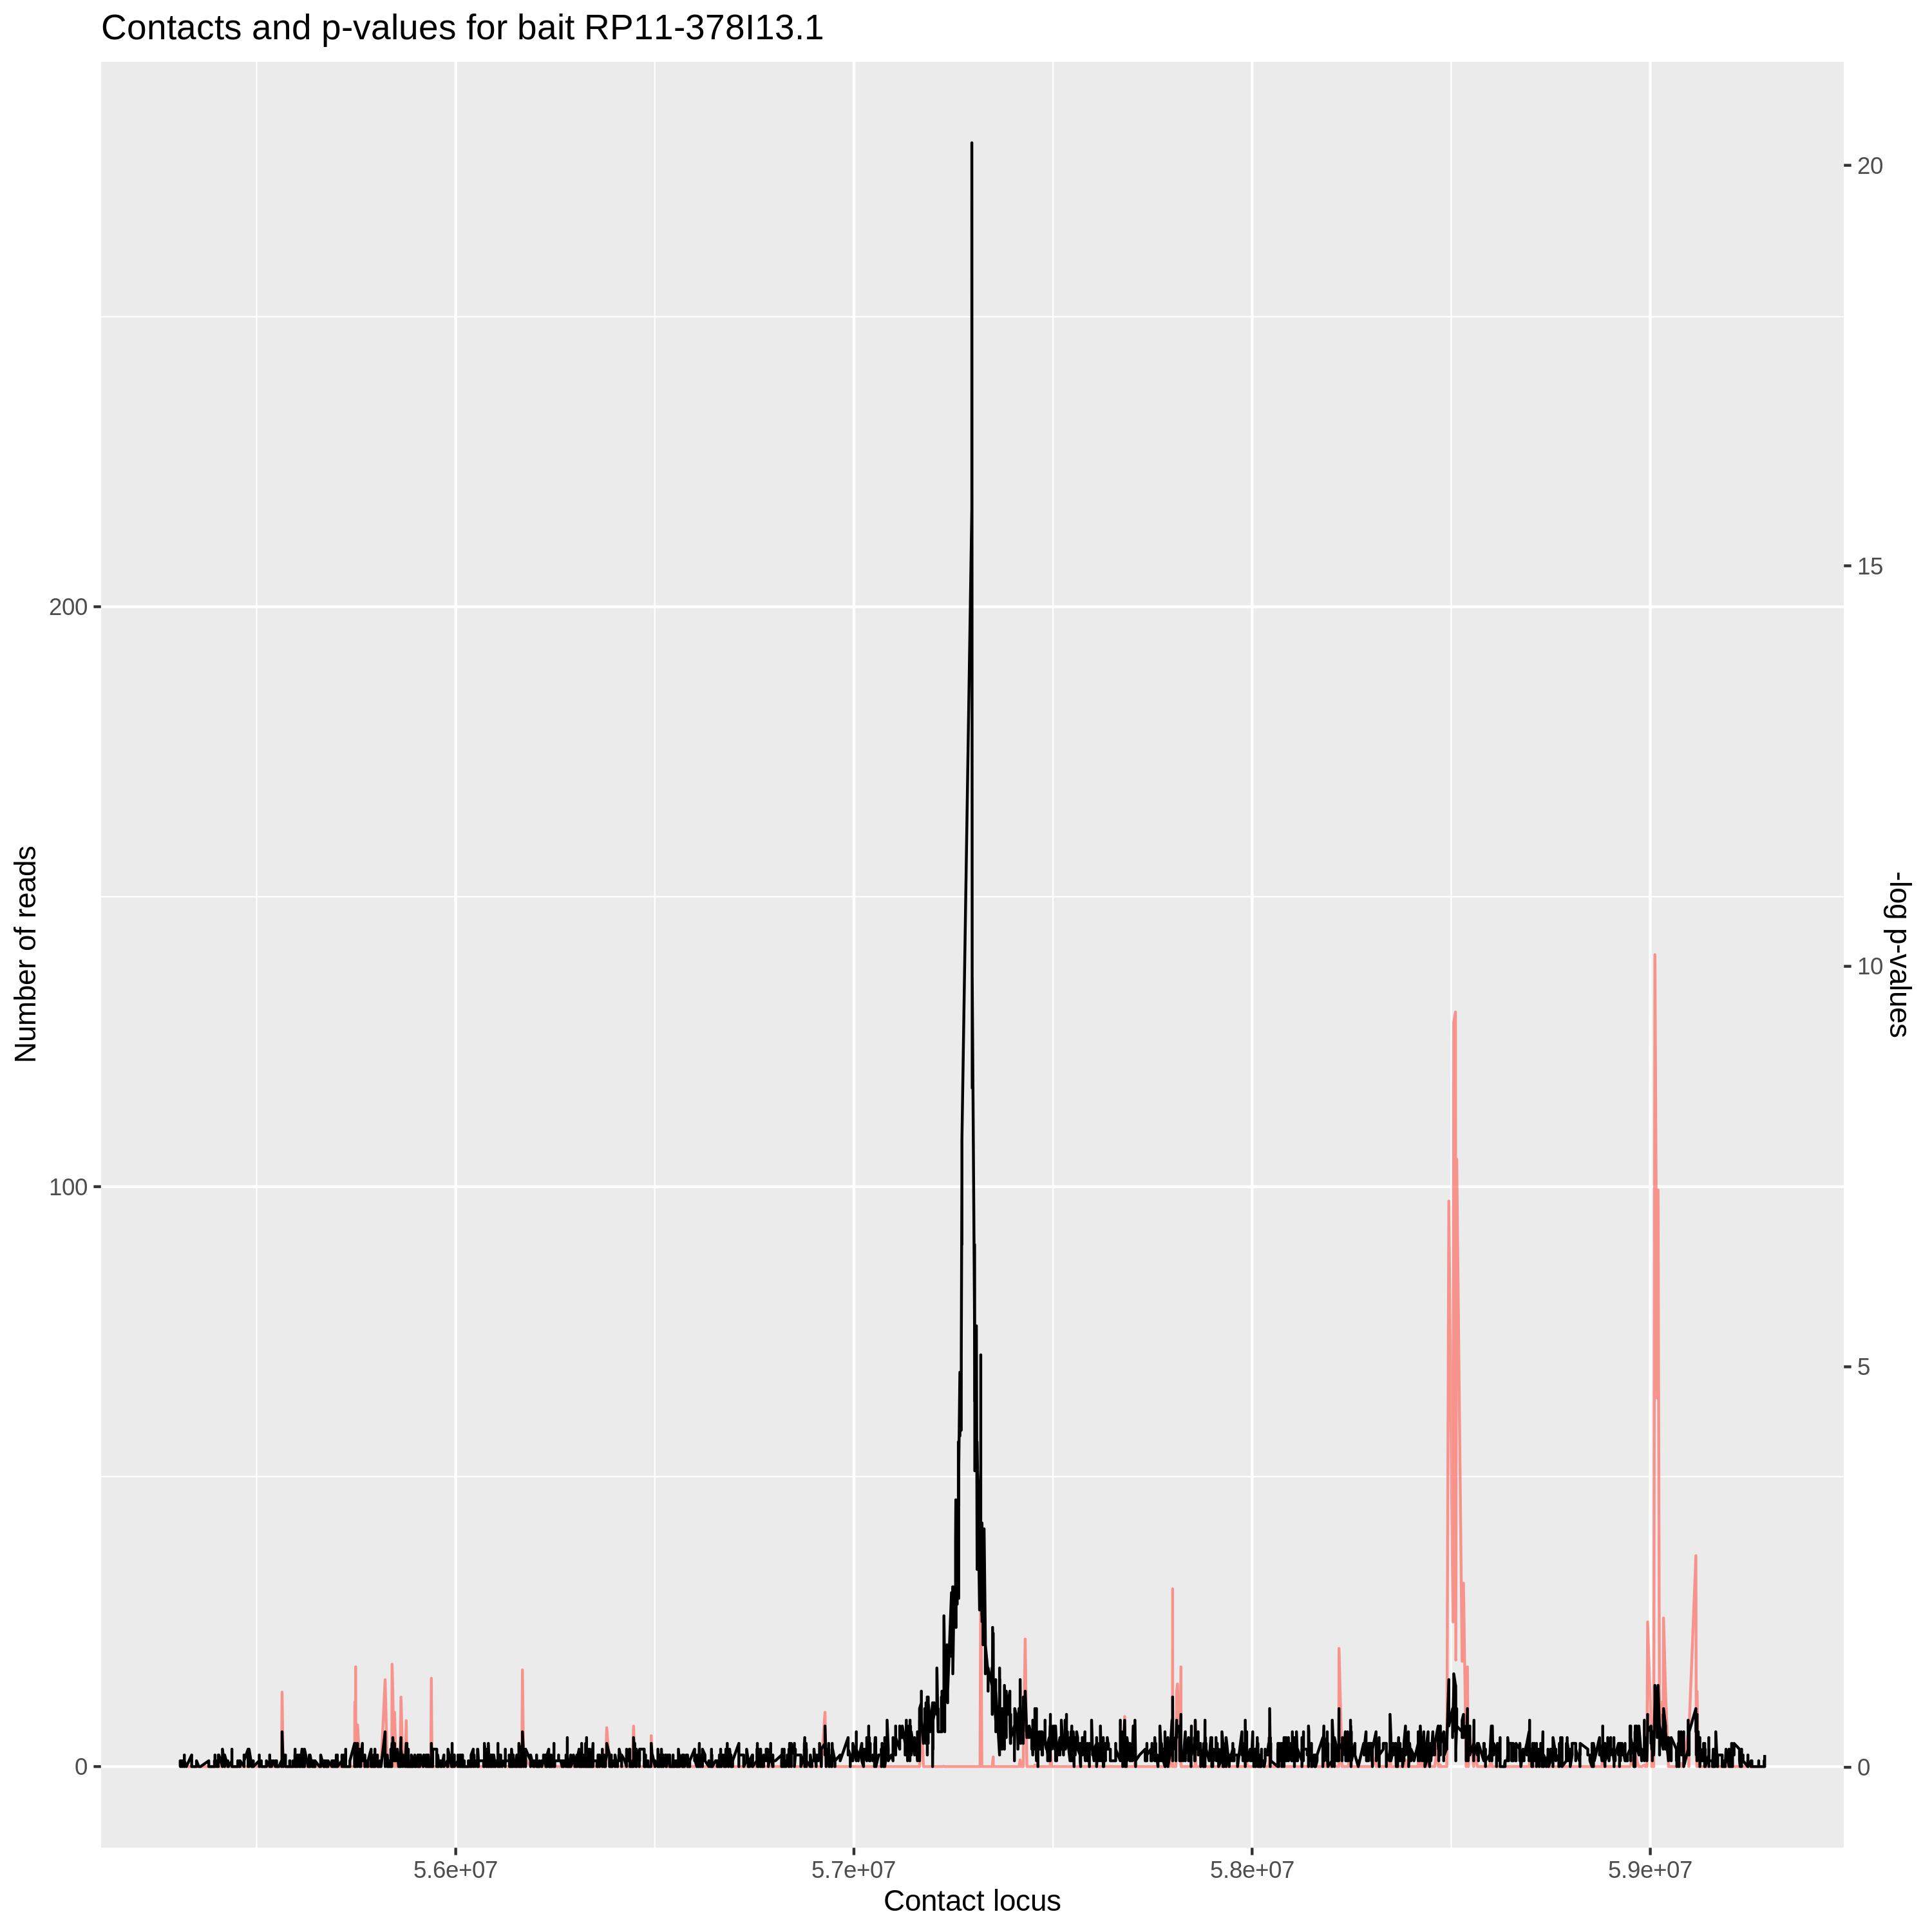 Contacts and p-values for bait RP11-378I13.1
Number of reads
200
100
0
20
15
10
5
0
-log p-values
5.6e+07
5.7e+07
5.8e+07
5.9e+07
Contact locus